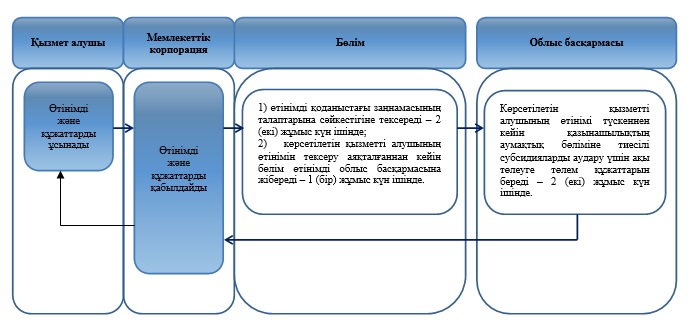 Қызмет алушы
Мемлекеттік
корпорация
Бөлім
Облыс басқармасы
Өтінімді
және
құжаттарды
ұсынады
Өтінімді
және
құжаттарды
қабылдайды
1) өтінімді қоданыстағы заңнамасының
талаптарына сәйкестігіне тексереді – 2
(екі) жұмыс күн ішінде;
2) көрсетілетін қызметті алушының
өтінімін тексеру аяқталғаннан кейін
бөлім өтінімді облыс басқармасына
жібереді – 1 (бір) жұмыс күн ішінде.
Көрсетілетін қызметті
алушының өтінімі түскеннен
кейін қазынашылықтың
аумақтық бөліміне тиесілі
субсидияларды аудару үшін ақы
төлеуге төлем құжаттарын
береді – 2 (екі) жұмыс күн
ішінде.